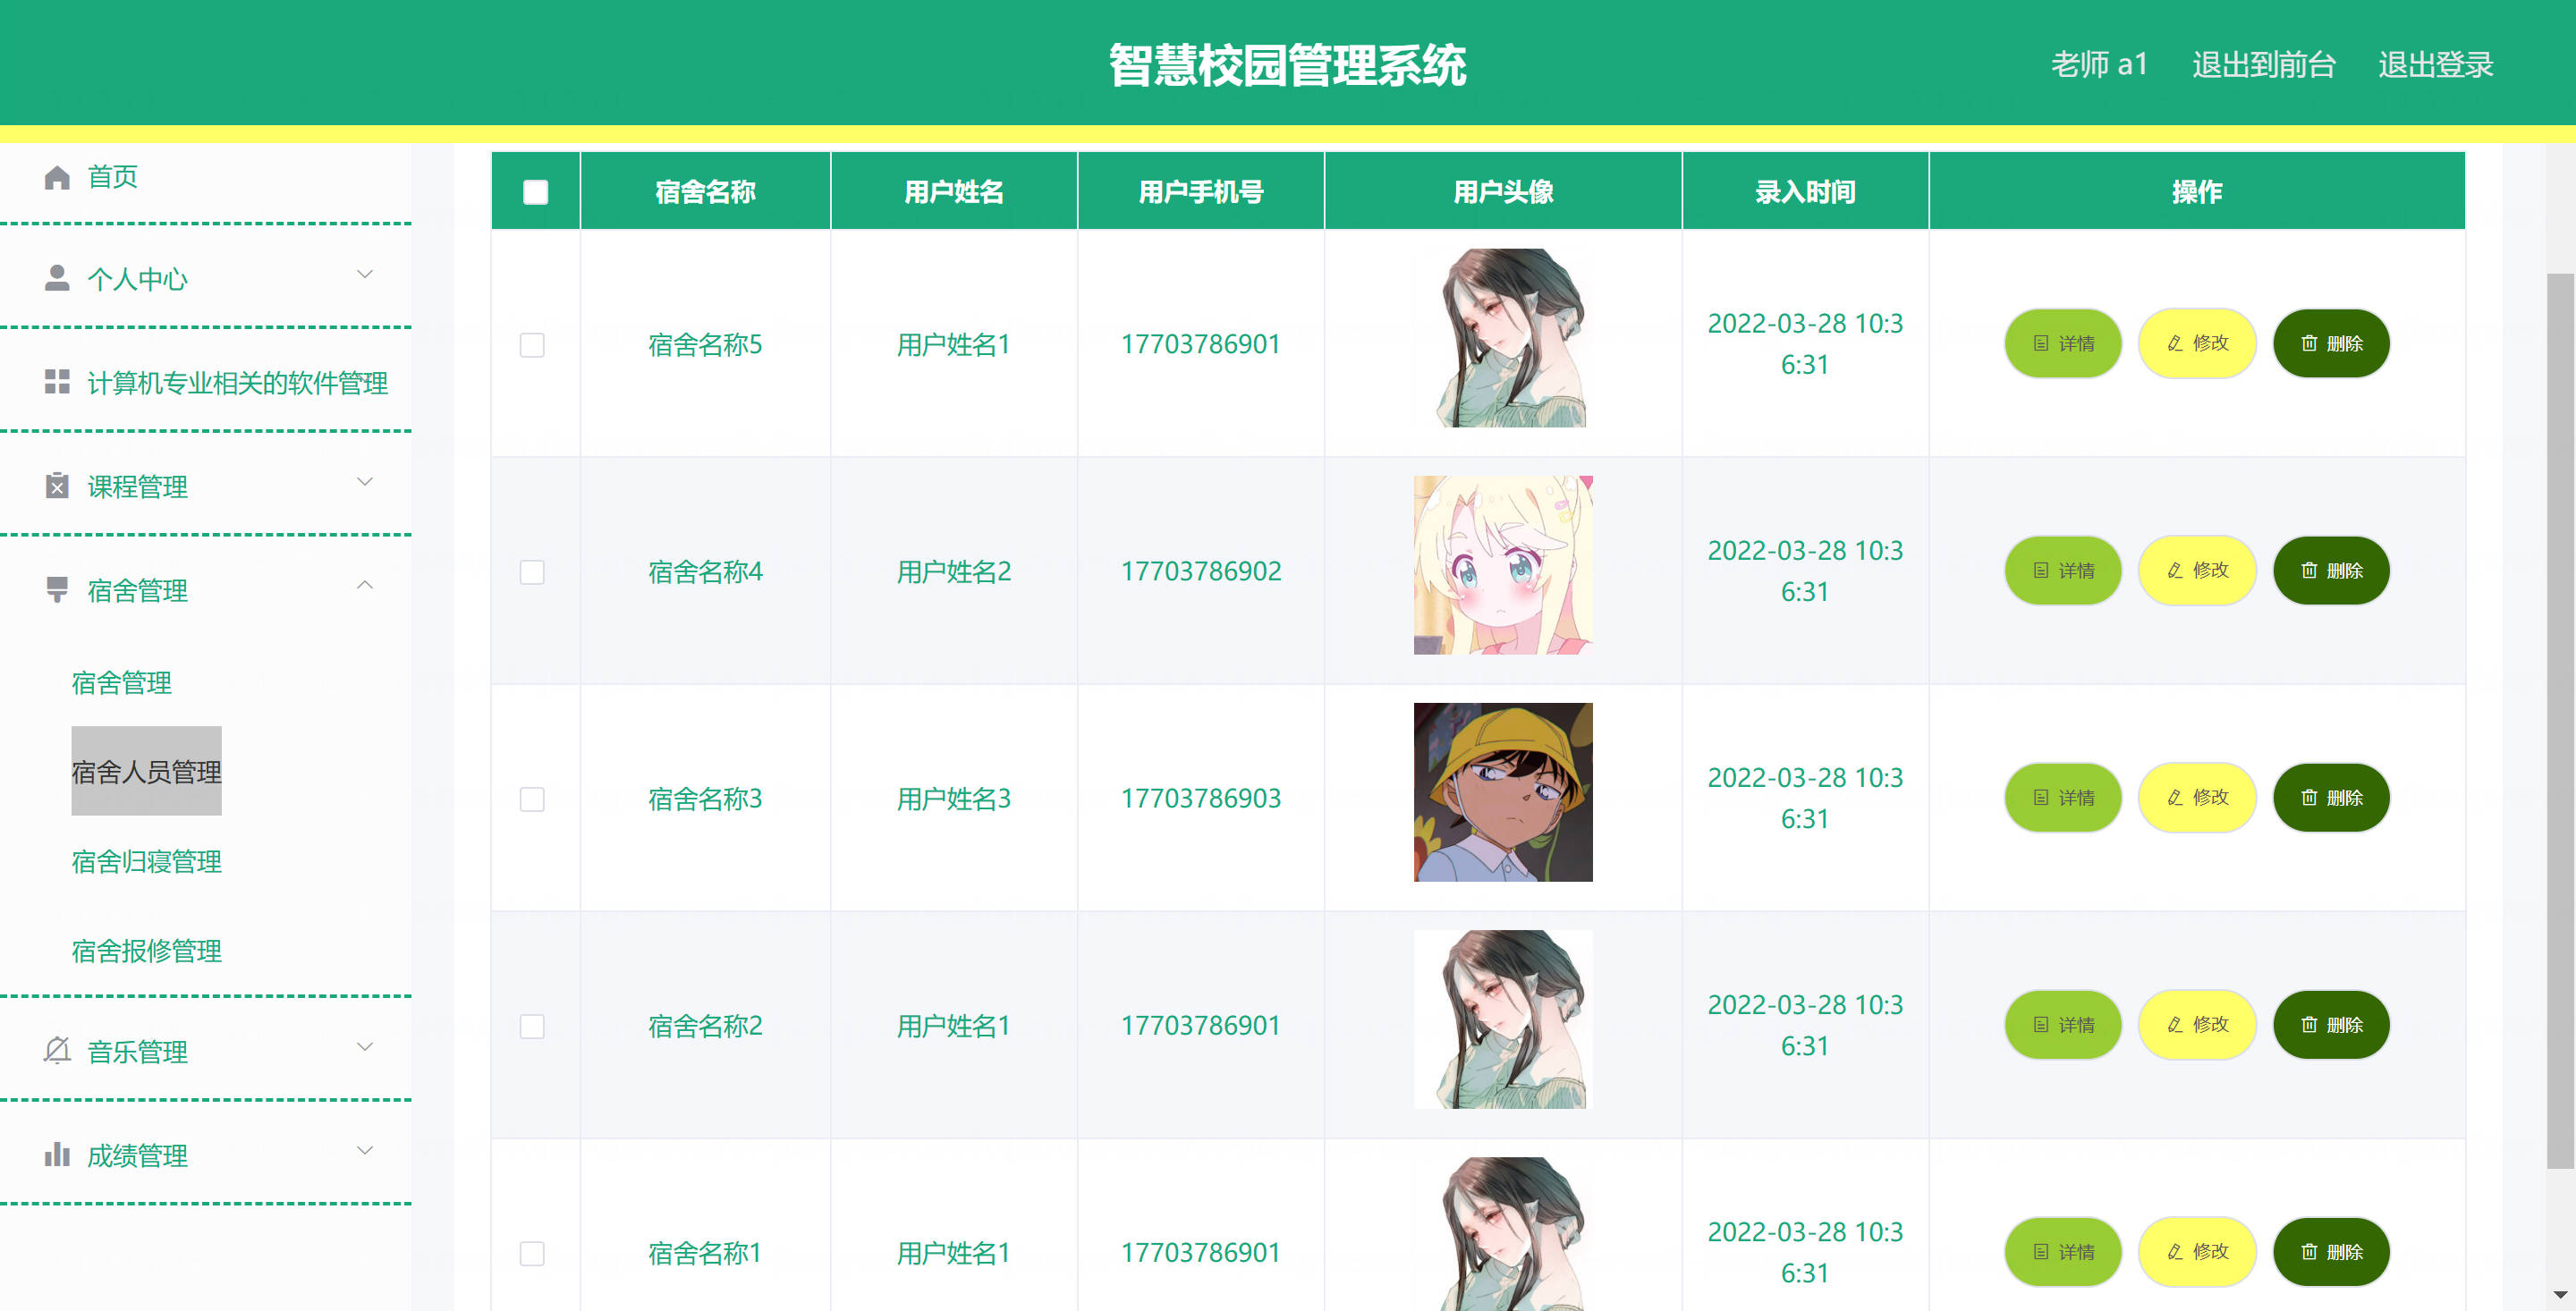 智慧校园管理系统
老师 a1 退出到前台 退出登录
首页
个人中心
计算机专业相关的软件管理
课程管理
宿舍管理
宿舍管理
宿舍人员管理
宿舍归寝管理
宿舍报修管理
音乐管理
成绩管理
宿舍名称 用户姓名 用户手机号 用户头像 录入时间 操作
宿舍名称5 用户姓名1 17703786901 2022-03-28 10:3
6:31 详情 修改 删除
宿舍名称4 用户姓名2 17703786902 2022-03-28 10:3
6:31 详情 修改 删除
宿舍名称3 用户姓名3 17703786903 2022-03-28 10:3
6:31 详情 修改 删除
宿舍名称2 用户姓名1 17703786901 2022-03-28 10:3
6:31 详情 修改 删除
宿舍名称1 用户姓名1 17703786901 2022-03-28 10:3
6:31 详情 修改 删除